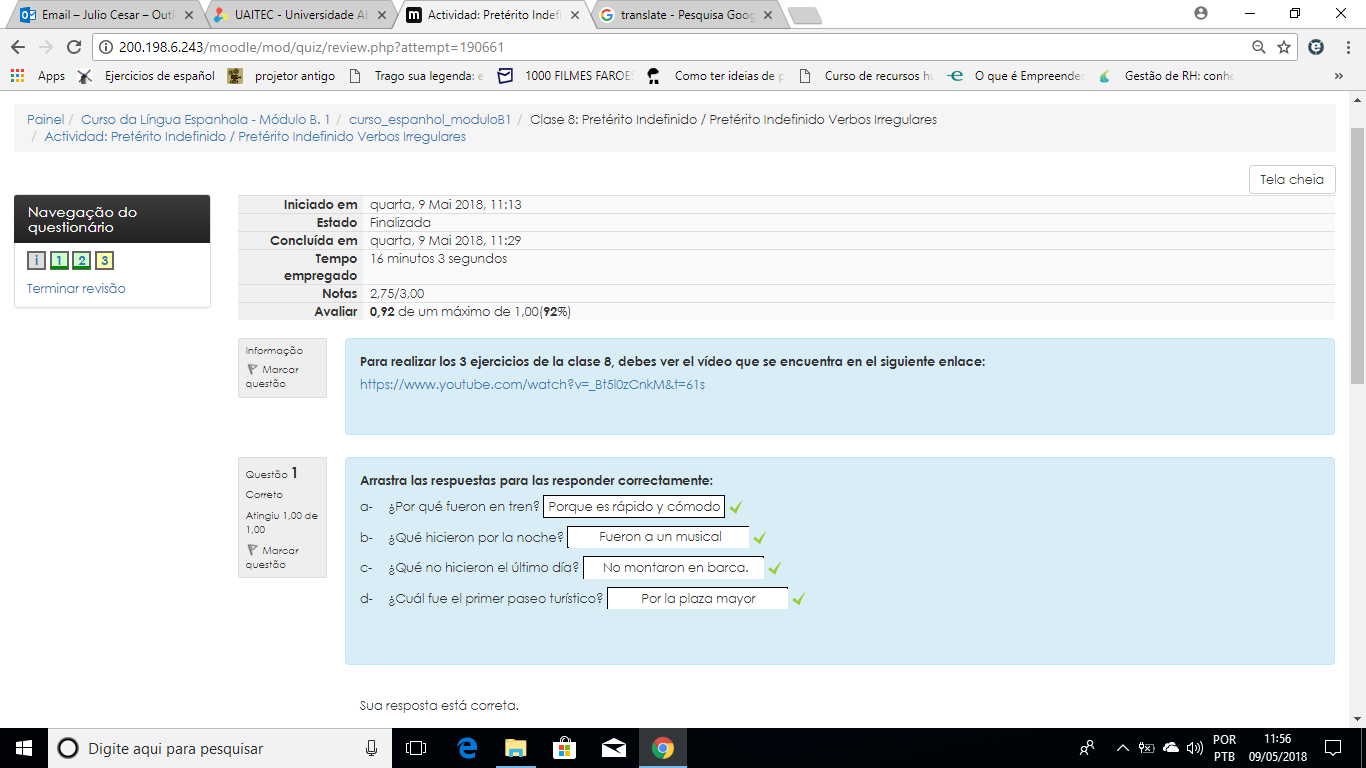 Email – Julio Cesar – Outl
UAITEC - Universidade Ab
Actividad: Pretérito Indefi
translate - Pesquisa Goog
200.198.6.243/moodle/mod/quiz/review.php?attempt=190661
Apps Ejercicios de español projetor antigo Trago sua legenda: e 1000 FILMES FAROES Como ter ideias de p Curso de recursos hu O que é Empreended Gestão de RH: conhe »
Painel / Curso da Língua Espanhola - Módulo B. 1 / curso_espanhol_moduloB1 / Clase 8: Pretérito Indefinido / Pretérito Indefinido Verbos Irregulares
/ Actividad: Pretérito Indefinido / Pretérito Indefinido Verbos Irregulares
Tela cheia
Navegação do
questionário
i 1 2 3
Terminar revisão
Iniciado em quarta, 9 Mai 2018, 11:13
Estado Finalizada
Concluída em quarta, 9 Mai 2018, 11:29
Tempo 16 minutos 3 segundos
empregado
Notas 2,75/3,00
Avaliar 0,92 de um máximo de 1,00(92%)
Informação
Marcar
questão
Para realizar los 3 ejercicios de la clase 8, debes ver el vídeo que se encuentra en el siguiente enlace:
https://www.youtube.com/watch?v=_Bt5l0zCnkM&t=61s
Questão 1
Correto
Atingiu 1,00 de
1,00
Marcar
questão
Arrastra las respuestas para las responder correctamente:
a- ¿Por qué fueron en tren? Porque es rápido y cómodo
b- ¿Qué hicieron por la noche? Fueron a un musical
c- ¿Qué no hicieron el último día? No montaron en barca.
d- ¿Cuál fue el primer paseo turístico? Por la plaza mayor
Sua resposta está correta.
Digite aqui para pesquisar
POR
PTB
11:56
09/05/2018